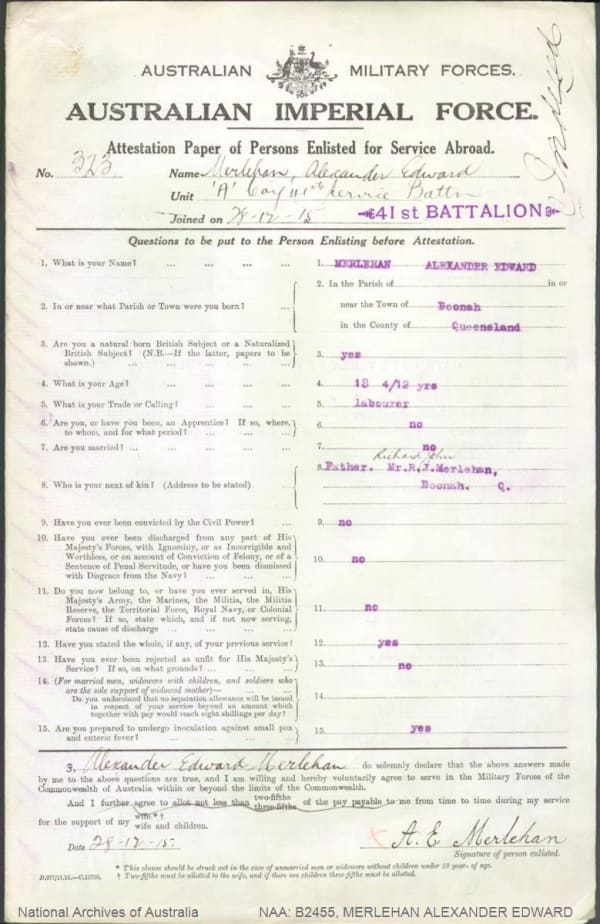 AUSTRALIAN MILITARY FORCES.
AUSTRALIAN IMPERIAL FORCE.
Attestation Paper of Persons Enlisted for Service Abroad.
No. 323 Name Merlehan, Alexander Edward
Unit 'A' Coy Service Battn
Joined on 28-12-15 41st BATTALION
Questions to be put to the Person Enlisting before Attestation.
1. What is your Name? ... ... ... ... 1. MERLEHAN ALEXANDER EDWARD
2. In or near what Parish or Town were you born? ... 2. In the Parish of in or
near the Town of Boonah
in the County of Queensland
3. Are you a natural born British Subject or a Naturalized
British Subject? (N.B.—If the latter, papers to be
shown.) ... ... ... ... 3. yes
4. What is your Age? ... ... ... ... 4. 18 4/12 yrs
5. What is your Trade or Calling? ... ... ... 5. labourer
6. Are you, or have you been, an Apprentice? If so, where,
to whom, and for what period? ... ... ... 6. no
7. Are you married? ... ... ... ... 7. no
Richard John
8. Who is your next of kin? (Address to be stated) ... 8. Father. Mr.R.J.Merlehan,
Boonah. Q.
9. Have you ever been convicted by the Civil Power? ... 9. no
10. Have you ever been discharged from any part of His
Majesty's Forces, with Ignominy, or as Incorrigible and
Worthless, or on account of Conviction of Felony, or of a
Sentence of Penal Servitude, or have you been dismissed
with Disgrace from the Navy? ... ... ... 10. no
11. Do you now belong to, or have you ever served in, His
Majesty's Army, the Marines, the Militia, the Militia
Reserve, the Territorial Force, Royal Navy, or Colonial
Forces? If so, state which, and if not now serving,
state cause of discharge ... ... ... 11. no
12. Have you stated the whole, if any, of your previous service? 12. yes
13. Have you ever been rejected as unfit for His Majesty's
Service? If so, on what grounds? ... ... ... 13. no
14. (For married men, widowers with children, and soldiers who
are the sole support of widowed mother)—
Do you understand that no separation allowance will be issued
in respect of your service beyond an amount which
together with pay would reach eight shillings per day? 14.
15. Are you prepared to undergo inoculation against small pox
and enteric fever? ... ... ... ... 15. yes
3. Alexander Edward Merlehan do solemnly declare that the above answers made
by me to the above questions are true, and I am willing and hereby voluntarily agree to serve in the Military Forces of the
Commonwealth of Australia within or beyond the limits of the Commonwealth.
And I further agree to allot not less than two-fifths three-fifths of the pay payable to me from time to time during my service
for the support of my wife*† wife and children.
Date 28-12-15. A. E. Merlehan
Signature of person enlisted.
* This clause should be struck out in the case of unmarried men or widowers without children under 18 year of age.
† Two-fifths must be allotted to the wife, and if there are children three-fifths must be allotted.
National Archives of Australia NAA: B2455, MERLEHAN ALEXANDER EDWARD